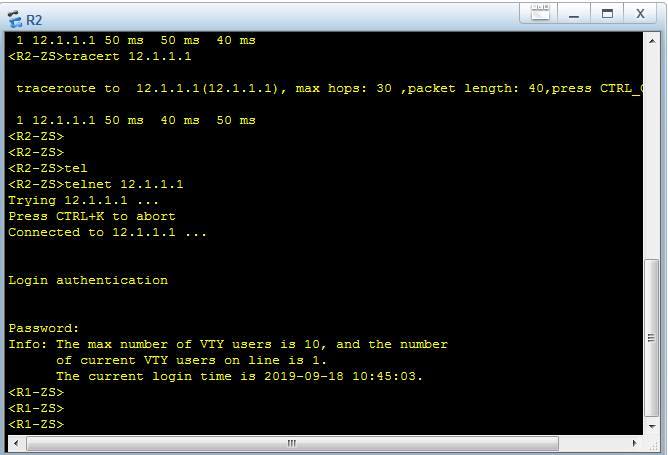 R2
1 12.1.1.1 50 ms  50 ms  40 ms
<R2-ZS>tracert 12.1.1.1
traceroute to  12.1.1.1(12.1.1.1), max hops: 30 ,packet length: 40,press CTRL_
1 12.1.1.1 50 ms  40 ms  50 ms
<R2-ZS>
<R2-ZS>
<R2-ZS>tel
<R2-ZS>telnet 12.1.1.1
Trying 12.1.1.1 ...
Press CTRL+K to abort
Connected to 12.1.1.1 ...
Login authentication
Password:
Info: The max number of VTY users is 10, and the number
of current VTY users on line is 1.
The current login time is 2019-09-18 10:45:03.
<R1-ZS>
<R1-ZS>
<R1-ZS>